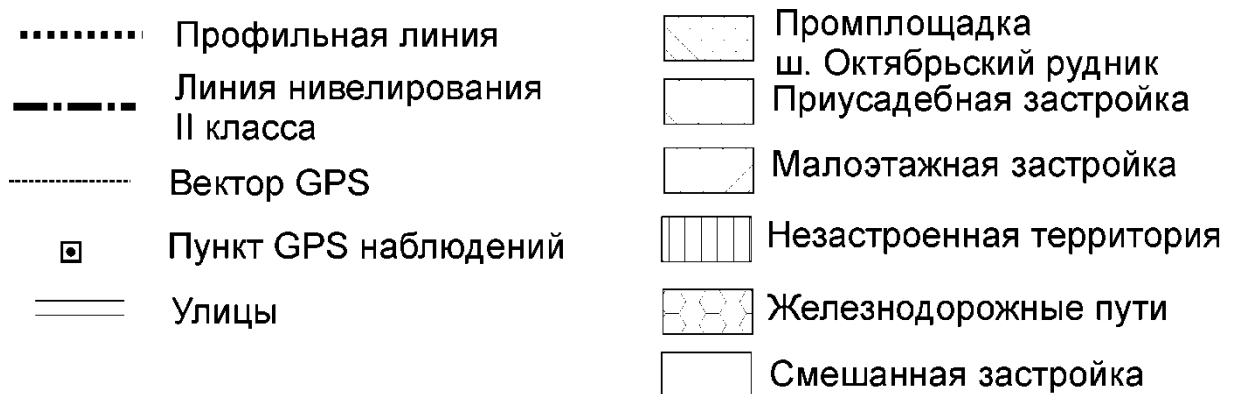 Профильная линия
Линия нивелирования
II класса
Вектор GPS
Пункт GPS наблюдений
Улицы
Промплощадка
ш. Октябрьский рудник
Приусадебная застройка
Малоэтажная застройка
Незастроенная территория
Железнодорожные пути
Смешанная застройка